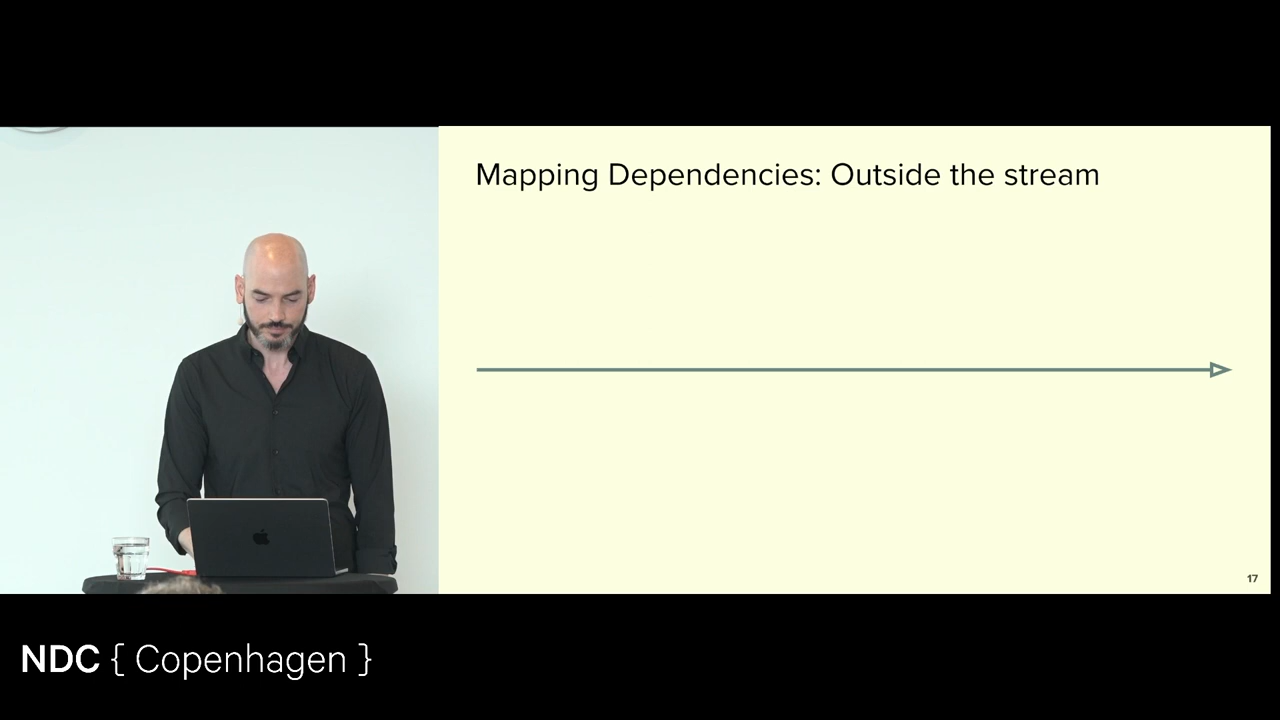 Mapping Dependencies: Outside the stream
17
NDC { Copenhagen }